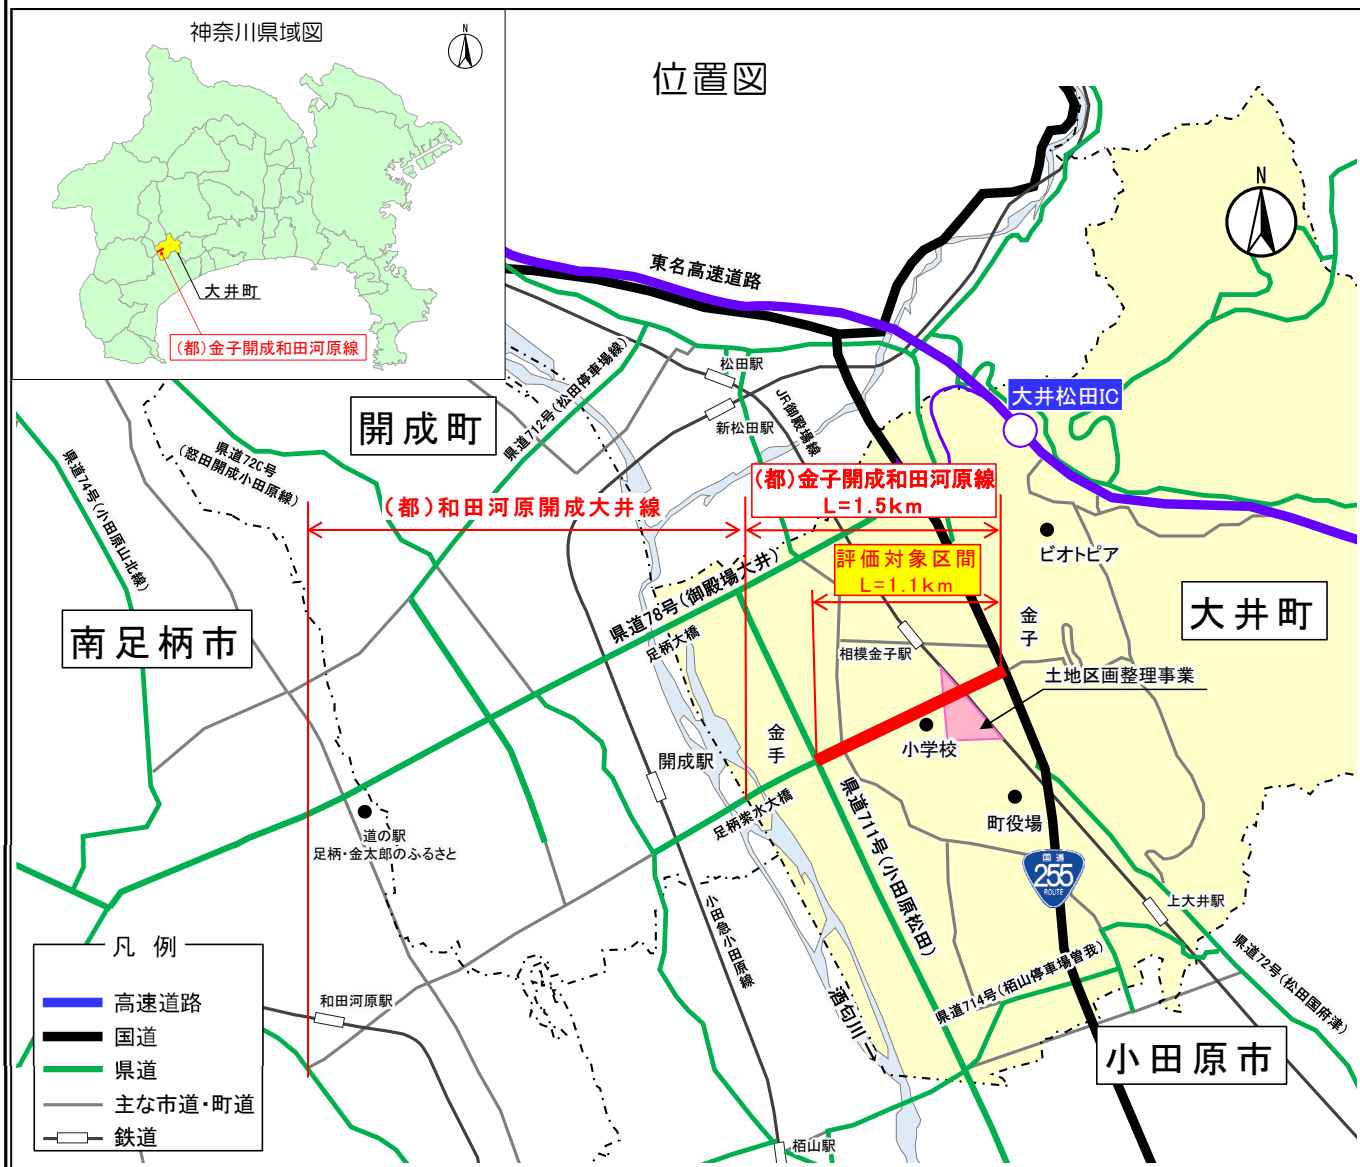 神奈川県域図
N
大井町
(都)金子開成和田河原線
位置図
N
東名高速道路
大井松田IC
松田駅
新松田駅
JR御殿場線
県道712号(松田停車場線)
開成町
県道72C号
(怒田開成小田原線)
県道74号(小田原山北線)
(都)和田河原開成大井線
(都)金子開成和田河原線
L=1.5km
評価対象区間
L=1.1km
ビオトピア
大井町
南足柄市
県道78号(御殿場大井)
足柄大橋
金子
相模金子駅
土地区画整理事業
小学校
金手
開成駅
足柄紫水大橋
県道711号(小田原松田)
町役場
国道
255
ROUTE
道の駅
足柄・金太郎のふるさと
上大井駅
小田急小田原線
県道72号(松田国府津)
県道714号(栢山停車場曽我)
酒匂川
和田河原駅
小田原市
栢山駅
凡例
高速道路
国道
県道
主な市道・町道
鉄道